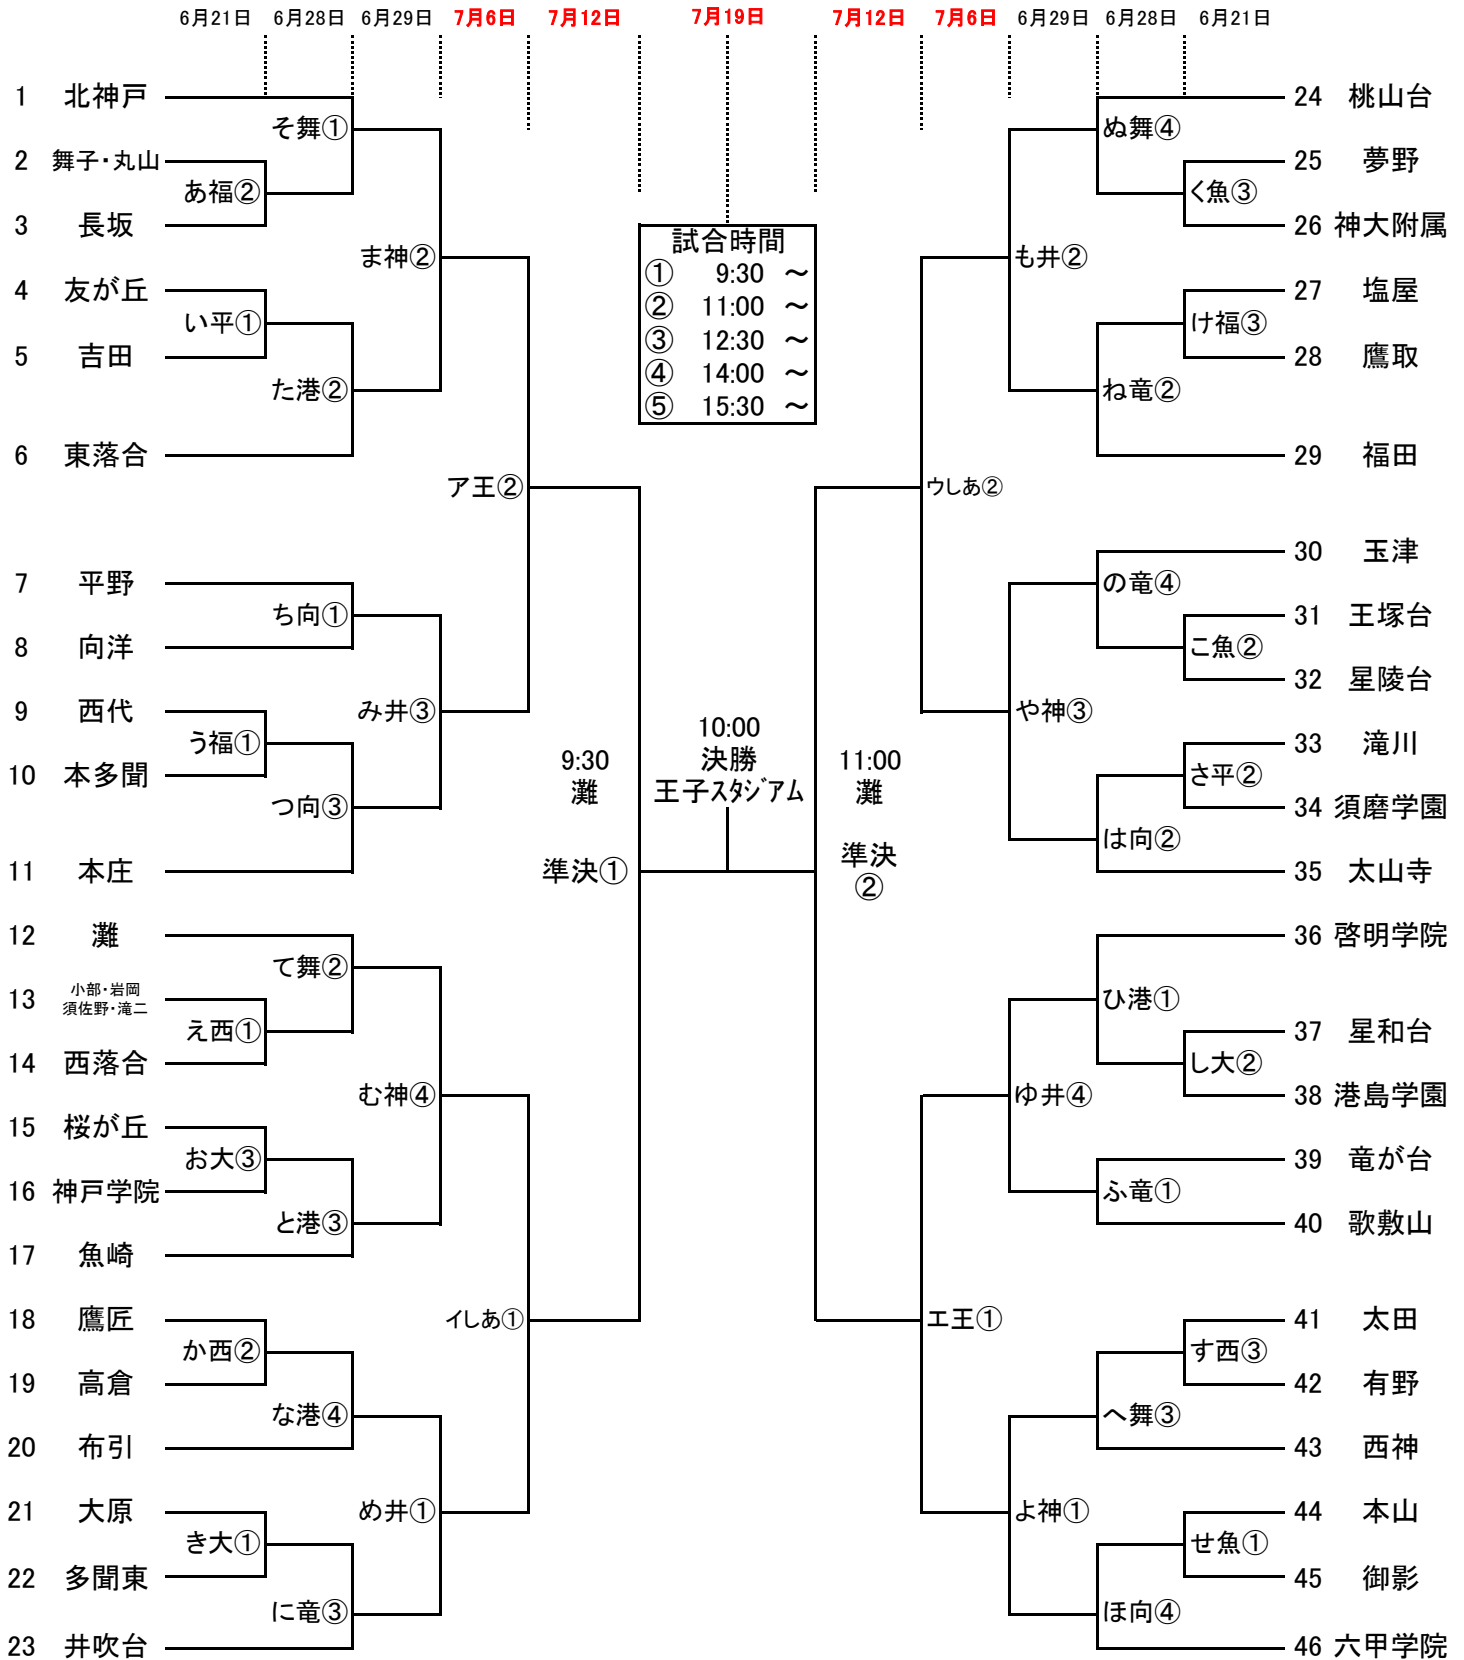 6月21日 6月28日 6月29日 7月6日 7月12日 7月19日 7月12日 7月6日 6月29日 6月28日 6月21日
1 北神戸
そ舞①
2 舞子・丸山
あ福②
3 長坂
ま神②
4 友が丘
い平①
5 吉田
た港②
6 東落合
ア王②
7 平野
ち向①
8 向洋
9 西代
み井③
う福①
10 本多聞
つ向③
11 本庄
12 灘
て舞②
13 小部・岩岡
須佐野・滝二
え西①
14 西落合
む神④
15 桜が丘
お大③
16 神戸学院
と港③
17 魚崎
イしあ①
18 鷹匠
か西②
19 高倉
な港④
20 布引
21 大原
め井①
き大①
22 多聞東
に竜③
23 井吹台
試合時間
① 9:30 ～
② 11:00 ～
③ 12:30 ～
④ 14:00 ～
⑤ 15:30 ～
9:30
灘
準決①
10:00
決勝
王子スタジアム
11:00
灘
準決
②
24 桃山台
ぬ舞④
25 夢野
く魚③
26 神大附属
も井②
27 塩屋
け福③
28 鷹取
ね竜②
29 福田
ウしあ②
30 玉津
の竜④
31 王塚台
こ魚②
32 星陵台
や神③
33 滝川
さ平②
34 須磨学園
は向②
35 太山寺
36 啓明学院
ひ港①
37 星和台
し大②
38 港島学園
ゆ井④
39 竜が台
ふ竜①
40 歌敷山
エ王①
41 太田
す西③
42 有野
へ舞③
43 西神
44 本山
よ神①
せ魚①
45 御影
ほ向④
46 六甲学院